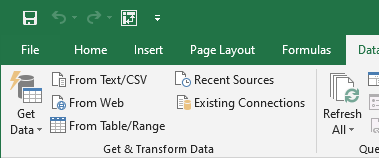 File Home Insert Page Layout Formulas Data
Get Data
From Text/CSV
From Web
From Table/Range
Recent Sources
Existing Connections
Get & Transform Data
Refresh All